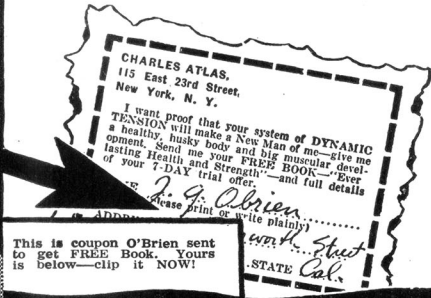 CHARLES ATLAS,
115 East 23rd Street,
New York, N. Y.
I want proof that your system of DYNAMIC
TENSION will make a New Man of me—give me
a healthy, husky body and big muscular devel-
opment. Send me your FREE BOOK—"Ever
lasting Health and Strength"—and full details
of your 7-DAY trial offer.
J. G. O'Brien
(Please print or write plainly)
Street
STATE Cal.
This is coupon O'Brien sent
to get FREE Book. Yours
is below—clip it NOW!